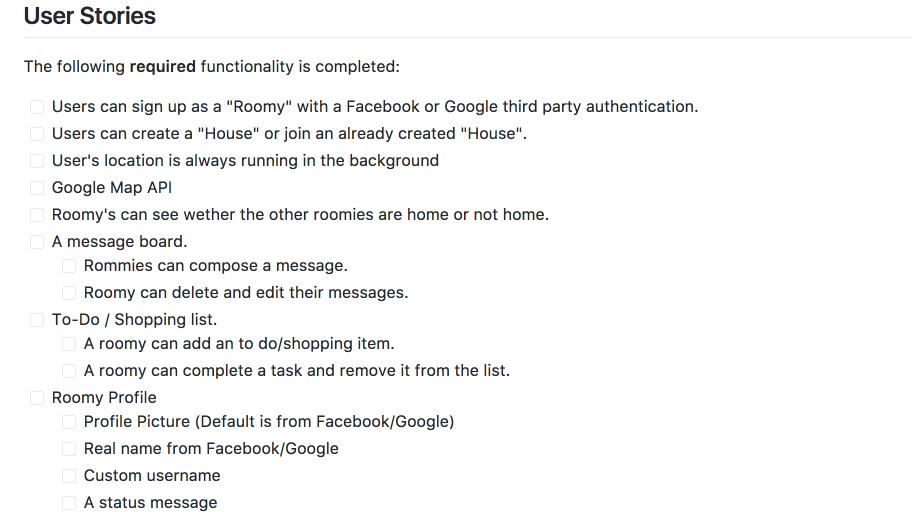 User Stories
The following required functionality is completed:
Users can sign up as a "Roomy" with a Facebook or Google third party authentication.
Users can create a "House" or join an already created "House".
User's location is always running in the background
Google Map API
Roomy's can see wether the other roomies are home or not home.
A message board.
Rommies can compose a message.
Roomy can delete and edit their messages.
To-Do / Shopping list.
A roomy can add an to do/shopping item.
A roomy can complete a task and remove it from the list.
Roomy Profile
Profile Picture (Default is from Facebook/Google)
Real name from Facebook/Google
Custom username
A status message